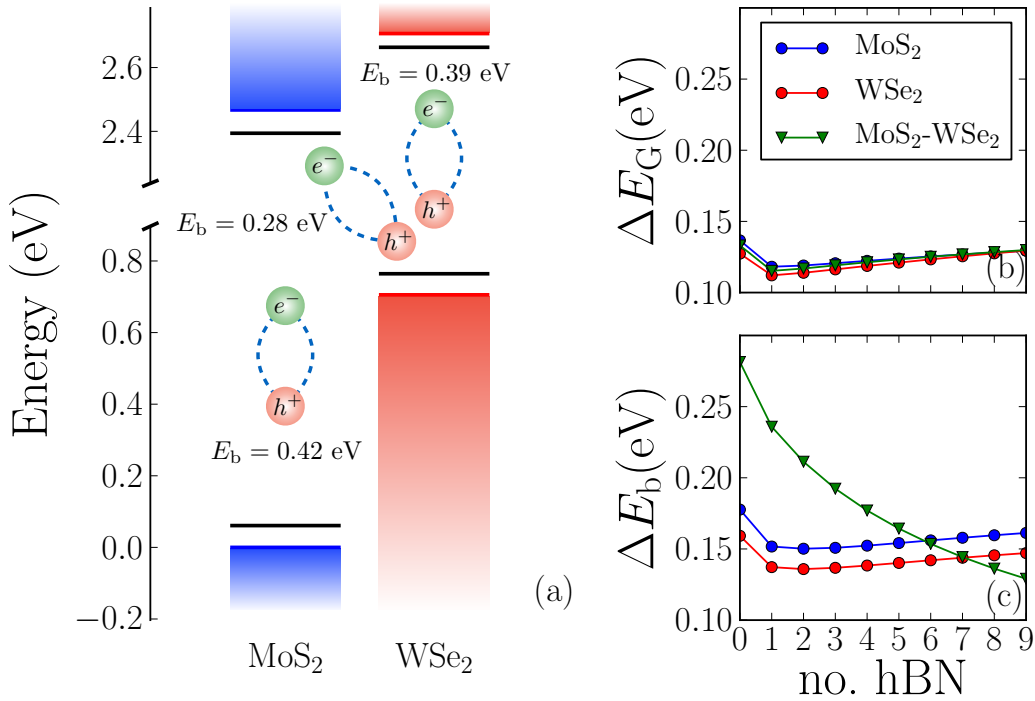 Energy (eV)
2.6
2.4
0.8
0.6
0.4
0.2
0.0
−0.2
E_b = 0.39 eV
e⁻
h⁺
e⁻
h⁺
E_b = 0.28 eV
e⁻
h⁺
E_b = 0.42 eV
MoS₂
WSe₂
(a)
ΔE_G(eV)
0.25
0.20
0.15
0.10
MoS₂
WSe₂
MoS₂-WSe₂
(b)
ΔE_b(eV)
0.25
0.20
0.15
0.10
(c)
0 1 2 3 4 5 6 7 8 9
no. hBN